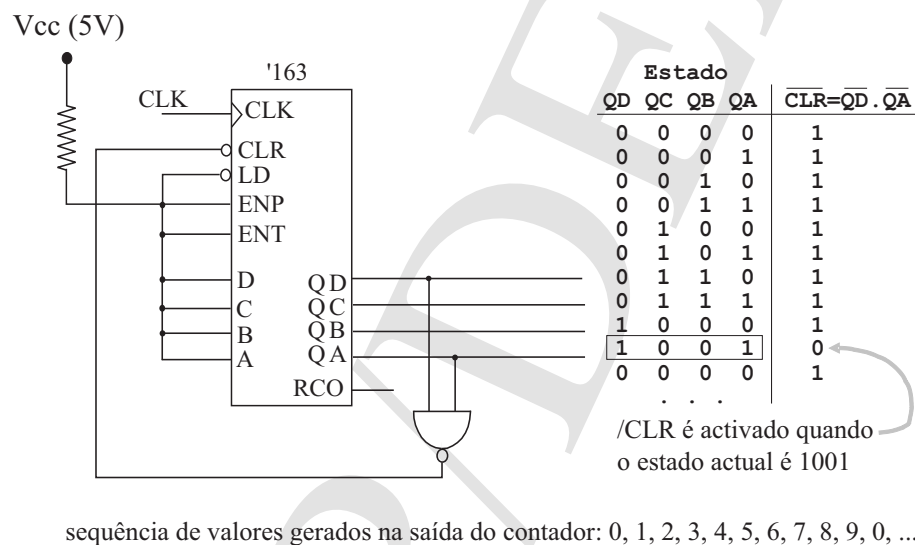 Vcc (5V)
'163
CLK
CLK
CLR
LD
ENP
ENT
D
C
B
A
QD
QC
QB
QA
RCO
Estado
QD QC QB QA C̅L̅R̅=Q̅D̅.Q̅A̅
0 0 0 0 1
0 0 0 1 1
0 0 1 0 1
0 0 1 1 1
0 1 0 0 1
0 1 0 1 1
0 1 1 0 1
0 1 1 1 1
1 0 0 0 1
1 0 0 1 0
0 0 0 0 1
. . .
/CLR é activado quando
o estado actual é 1001
sequência de valores gerados na saída do contador: 0, 1, 2, 3, 4, 5, 6, 7, 8, 9, 0, ...